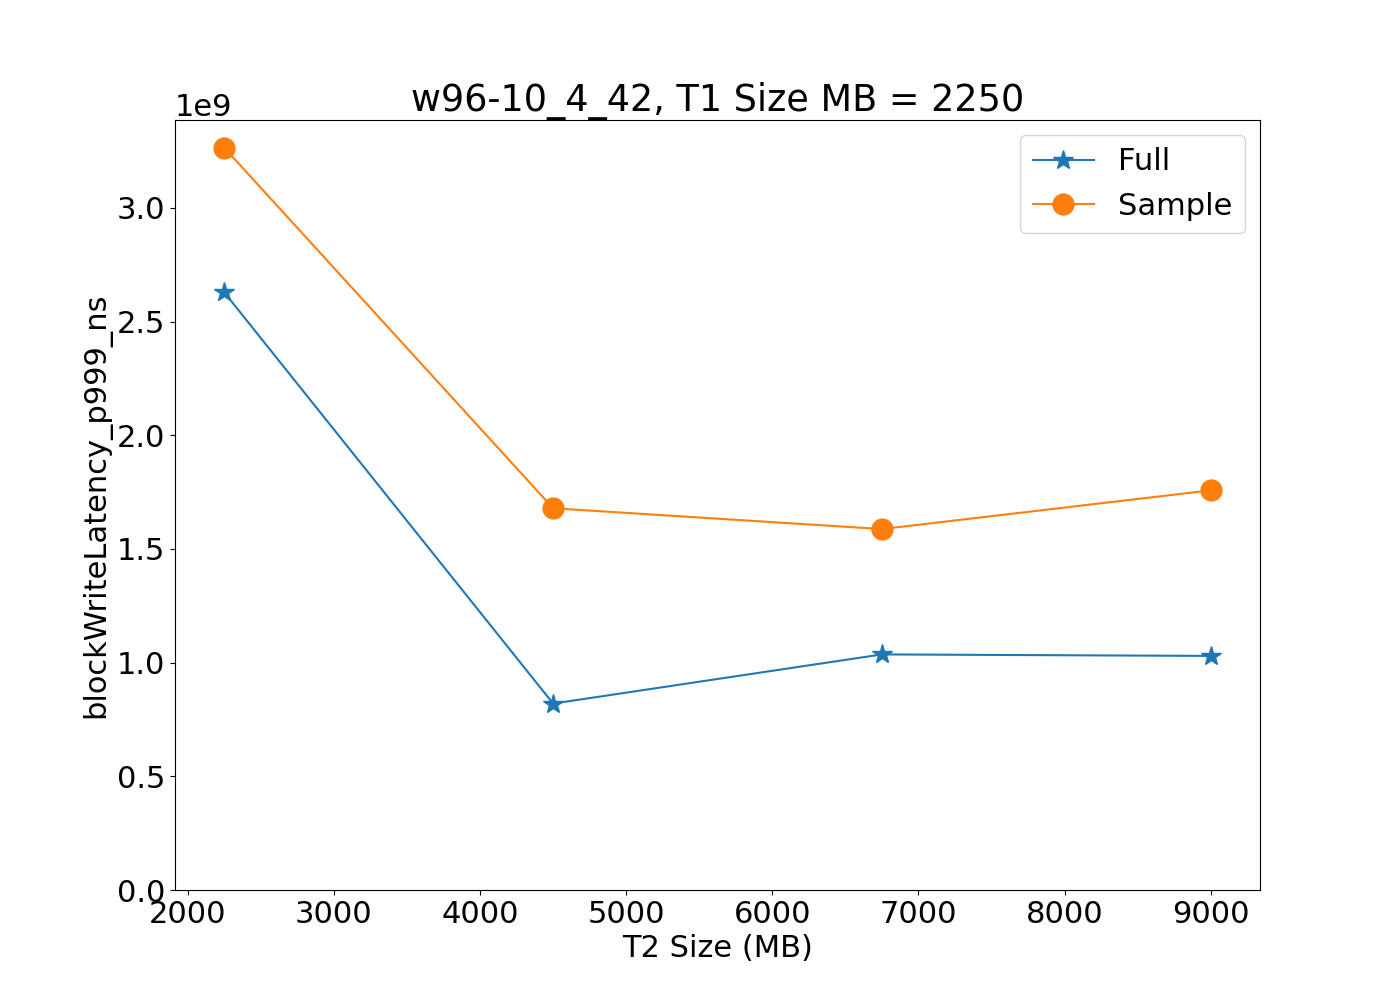 w96-10_4_42, T1 Size MB = 2250
1e9
Full
Sample
3.0
2.5
2.0
1.5
1.0
0.5
0.0
blockWriteLatency_p999_ns
2000 3000 4000 5000 6000 7000 8000 9000
T2 Size (MB)